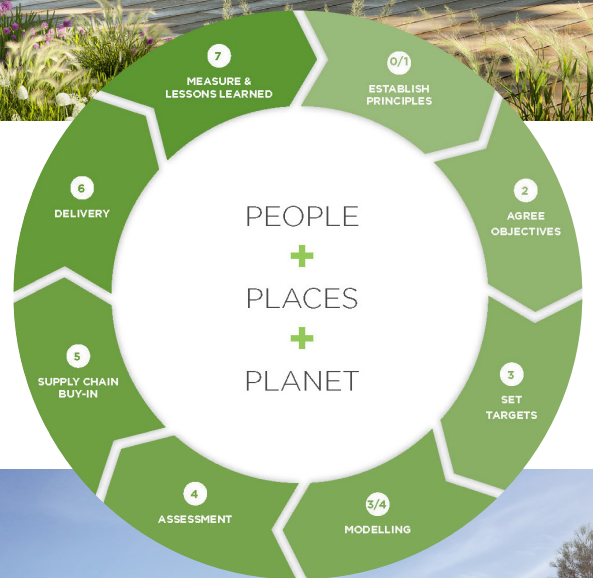 0/1
ESTABLISH
PRINCIPLES
2
AGREE
OBJECTIVES
3
SET
TARGETS
3/4
MODELLING
4
ASSESSMENT
5
SUPPLY CHAIN
BUY-IN
6
DELIVERY
7
MEASURE &
LESSONS LEARNED
PEOPLE
+
PLACES
+
PLANET